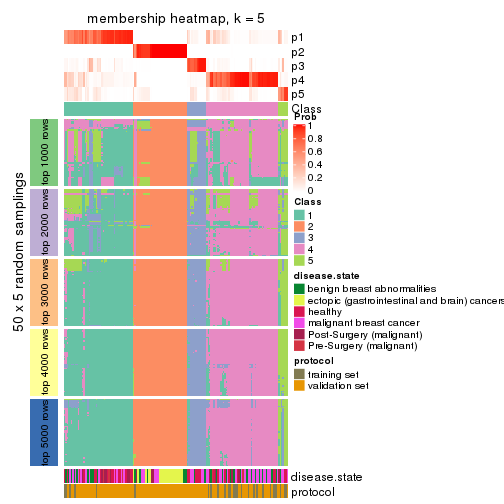 membership heatmap, k = 5
p1
p2
p3
p4
p5
Class
50 x 5 random samplings
top 1000 rows
top 2000 rows
top 3000 rows
top 4000 rows
top 5000 rows
disease.state
protocol
Prob
1
0.8
0.6
0.4
0.2
0
Class
1
2
3
4
5
disease.state
benign breast abnormalities
ectopic (gastrointestinal and brain) cancers
healthy
malignant breast cancer
Post-Surgery (malignant)
Pre-Surgery (malignant)
protocol
training set
validation set